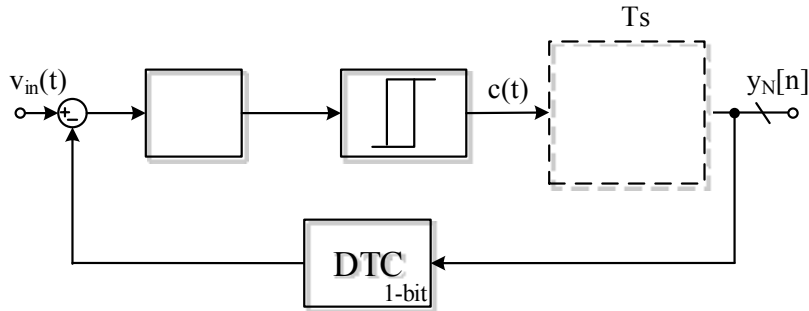 Ts
v_in(t)
+
−
c(t)
y_N[n]
DTC
1-bit